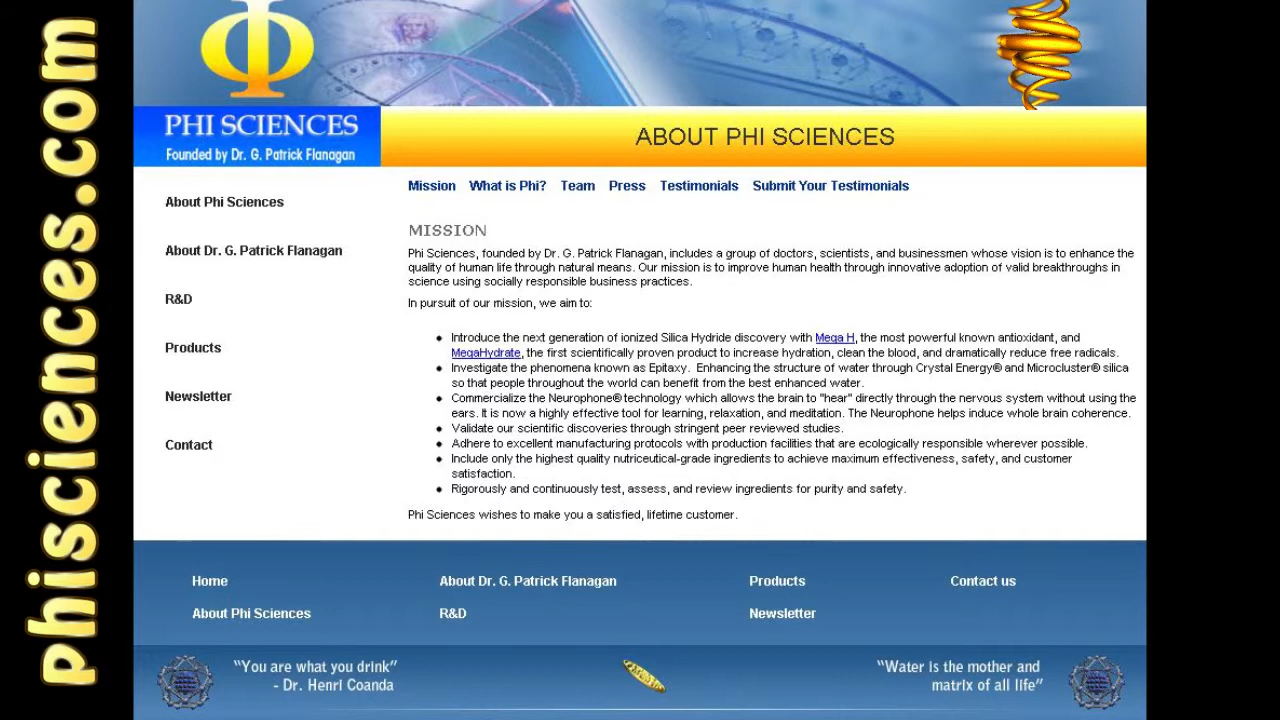 phisciences.com
Φ
PHI SCIENCES
Founded by Dr. G. Patrick Flanagan
ABOUT PHI SCIENCES
Mission What is Phi? Team Press Testimonials Submit Your Testimonials
About Phi Sciences
About Dr. G. Patrick Flanagan
R&D
Products
Newsletter
Contact
MISSION
Phi Sciences, founded by Dr. G. Patrick Flanagan, includes a group of doctors, scientists, and businessmen whose vision is to enhance the
quality of human life through natural means. Our mission is to improve human health through innovative adoption of valid breakthroughs in
science using socially responsible business practices.
In pursuit of our mission, we aim to:
• Introduce the next generation of ionized Silica Hydride discovery with Mega H, the most powerful known antioxidant, and
MegaHydrate, the first scientifically proven product to increase hydration, clean the blood, and dramatically reduce free radicals.
• Investigate the phenomena known as Epitaxy. Enhancing the structure of water through Crystal Energy® and Microcluster® silica
so that people throughout the world can benefit from the best enhanced water.
• Commercialize the Neurophone® technology which allows the brain to "hear" directly through the nervous system without using the
ears. It is now a highly effective tool for learning, relaxation, and meditation. The Neurophone helps induce whole brain coherence.
• Validate our scientific discoveries through stringent peer reviewed studies.
• Adhere to excellent manufacturing protocols with production facilities that are ecologically responsible wherever possible.
• Include only the highest quality nutriceutical-grade ingredients to achieve maximum effectiveness, safety, and customer
satisfaction.
• Rigorously and continuously test, assess, and review ingredients for purity and safety.
Phi Sciences wishes to make you a satisfied, lifetime customer.
Home About Dr. G. Patrick Flanagan Products Contact us
About Phi Sciences R&D Newsletter
"You are what you drink"
- Dr. Henri Coanda
"Water is the mother and
matrix of all life"